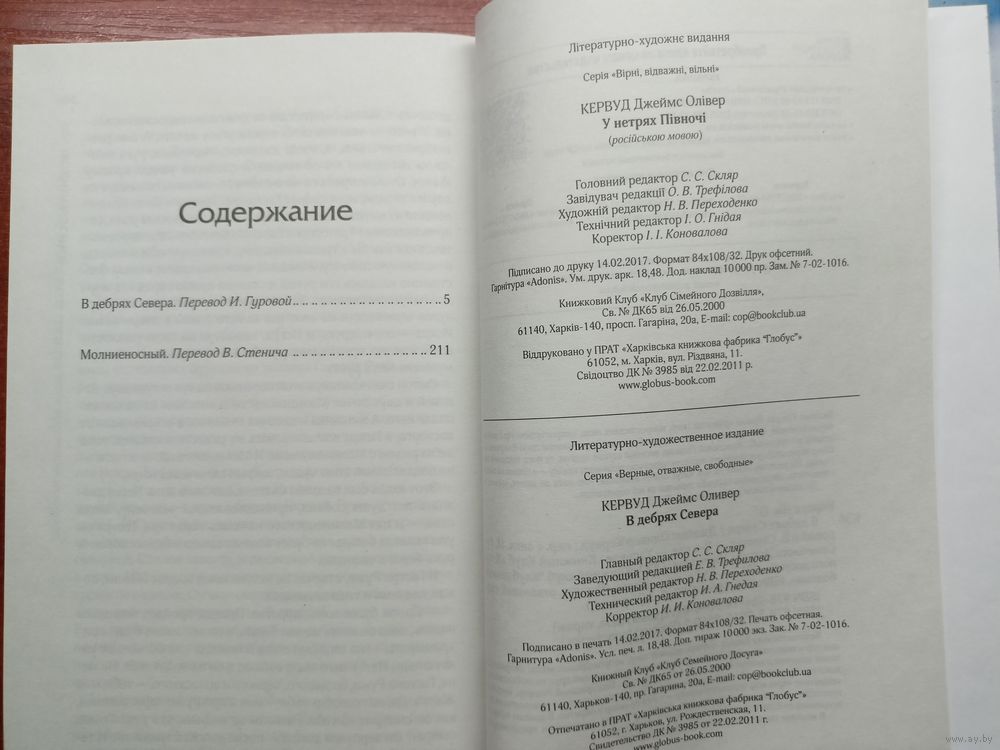 Содержание
В дебрях Севера. Перевод И. Гуровой . . . . . . . . . . . . . . . . . . . 5
Молниеносный. Перевод В. Стенича . . . . . . . . . . . . . . . . . . 211
Літературно-художнє видання
Серія «Вірні, відважні, вільні»
КЕРВУД Джеймс Олівер
У нетрях Півночі
(російською мовою)
Головний редактор С. С. Скляр
Завідувач редакції О. В. Трефілова
Художній редактор Н. В. Переходенко
Технічний редактор І. О. Гнідая
Коректор І. І. Коновалова
Підписано до друку 14.02.2017. Формат 84х108/32. Друк офсетний.
Гарнітура «Adonis». Ум. друк. арк. 18,48. Дод. наклад 10 000 пр. Зам. № 7-02-1016.
Книжковий Клуб «Клуб Сімейного Дозвілля»,
Св. № ДК65 від 26.05.2000
61140, Харків-140, просп. Гагаріна, 20а, E-mail: cop@bookclub.ua
Віддруковано у ПРАТ «Харківська книжкова фабрика “Глобус”»
61052, м. Харків, вул. Різдвяна, 11.
Свідоцтво ДК № 3985 від 22.02.2011 р.
www.globus-book.com
Литературно-художественное издание
Серия «Верные, отважные, свободные»
КЕРВУД Джеймс Оливер
В дебрях Севера
Главный редактор С. С. Скляр
Заведующий редакцией Е. В. Трефилова
Художественный редактор Н. В. Переходенко
Технический редактор И. А. Гнедая
Корректор И. И. Коновалова
Подписано в печать 14.02.2017. Формат 84х108/32. Печать офсетная.
Гарнитура «Adonis». Усл. печ. л. 18,48. Доп. тираж 10 000 экз. Зак. № 7-02-1016.
Книжный Клуб «Клуб Семейного Досуга»
Св. № ДК65 от 26.05.2000
61140, Харьков-140, пр. Гагарина, 20а, E-mail: cop@bookclub.ua
Отпечатано в ПРАТ «Харківська книжкова фабрика “Глобус”»
61052, г. Харьков, ул. Рождественская, 11.
Свидетельство ДК № 3985 от 22.02.2011 г.
www.globus-book.com
www.ay.by